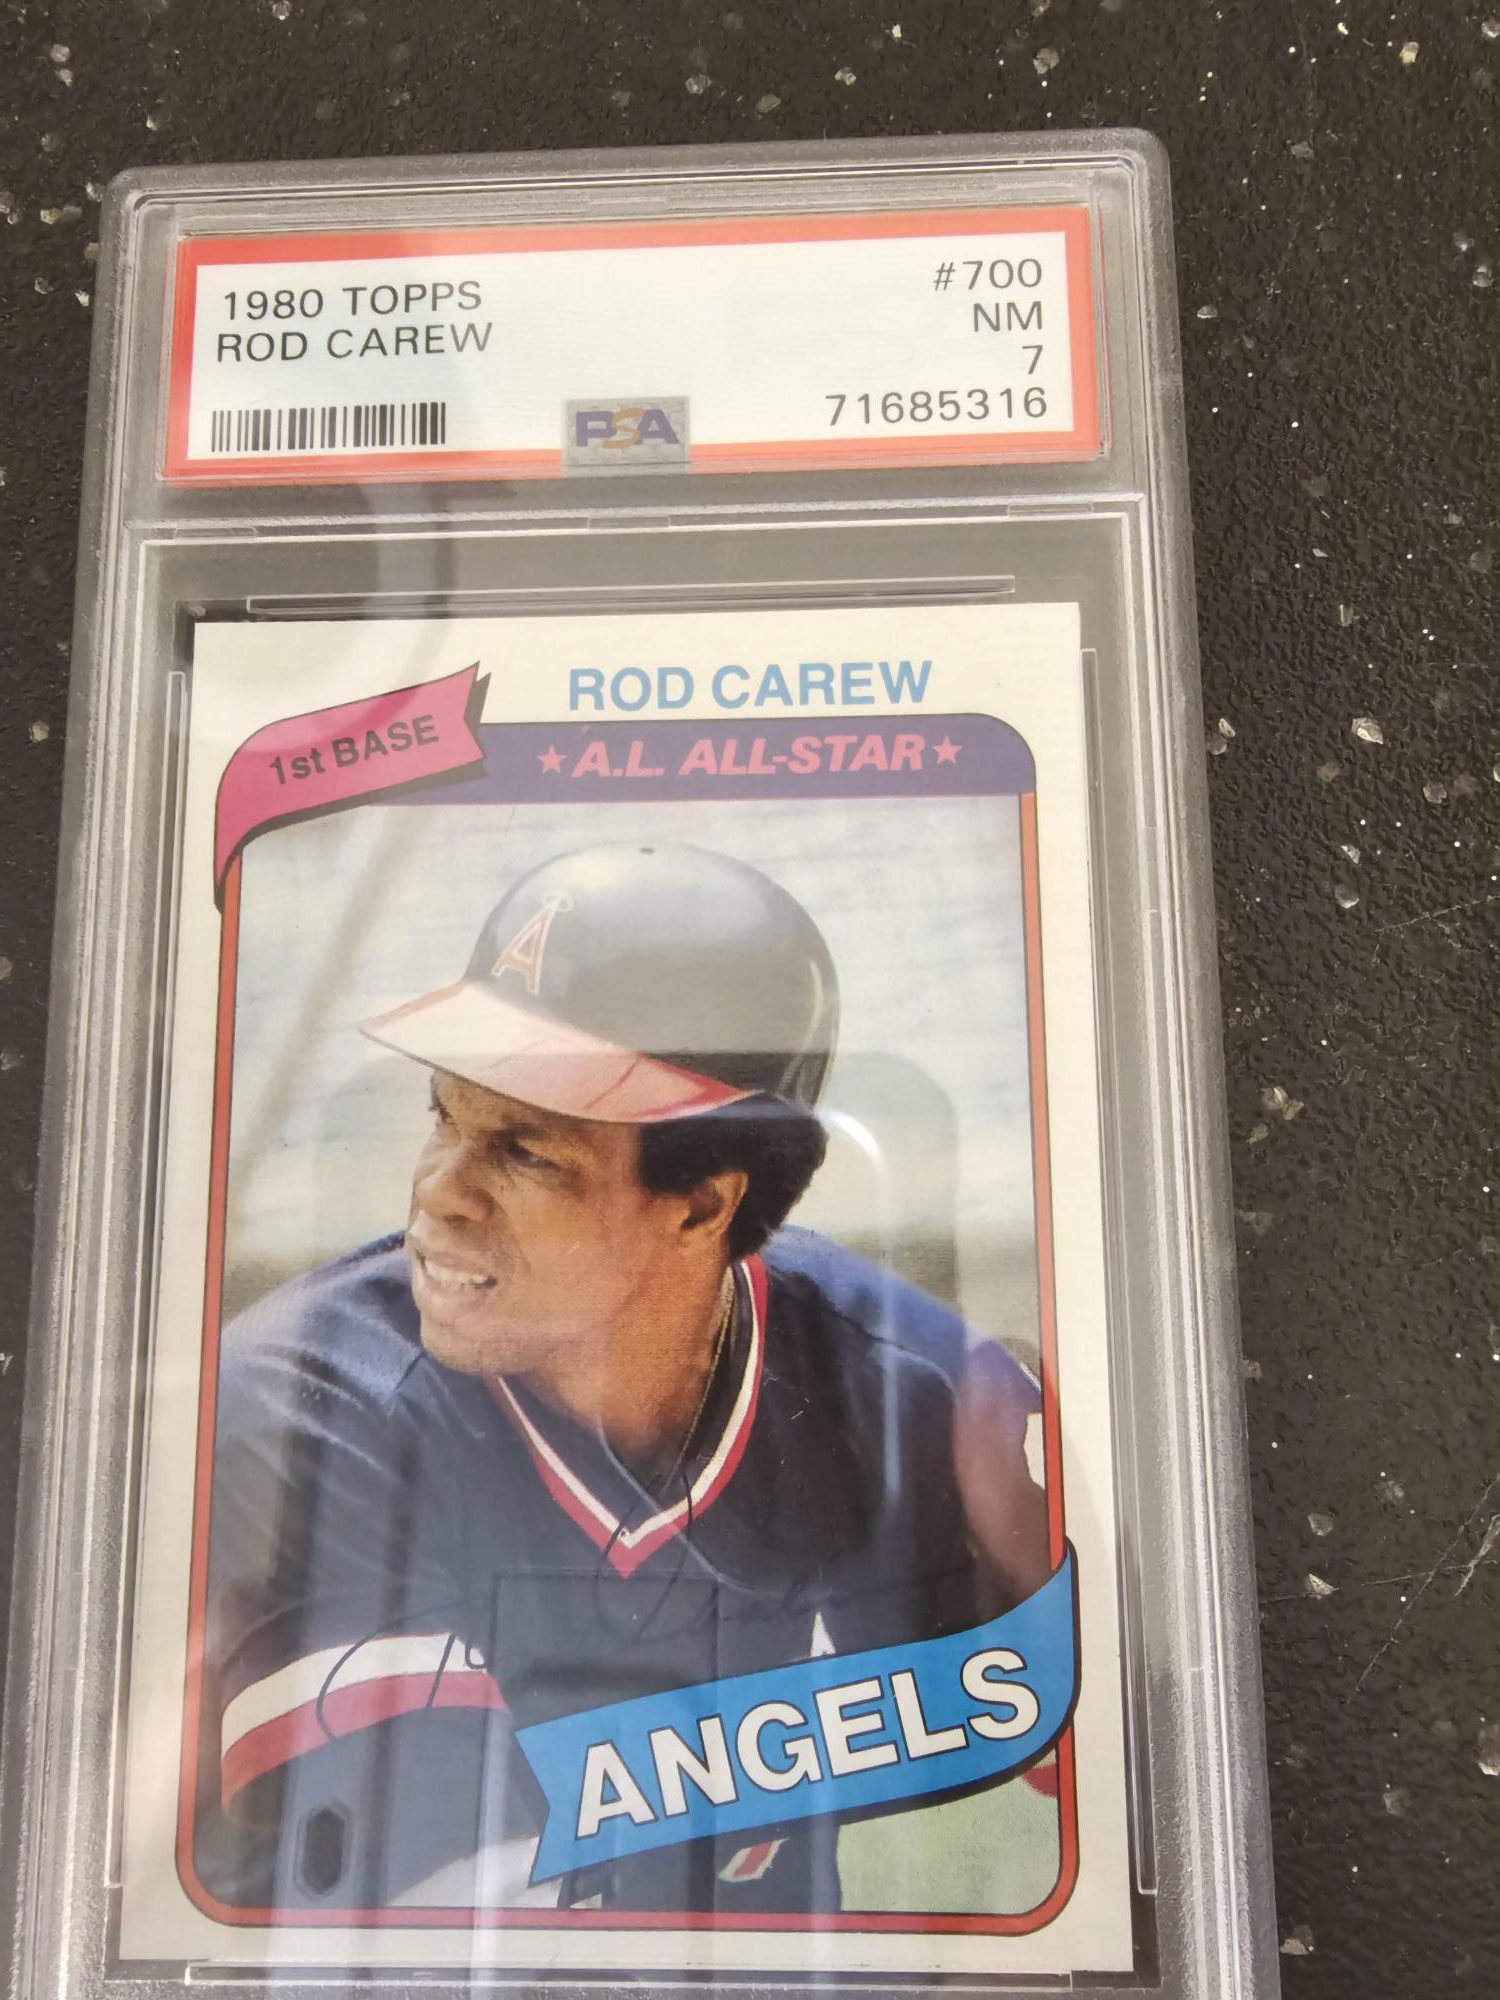 1980 TOPPS #700
ROD CAREW NM
7
PSA 71685316
ROD CAREW
1st BASE
★A.L. ALL-STAR★
A
ANGELS